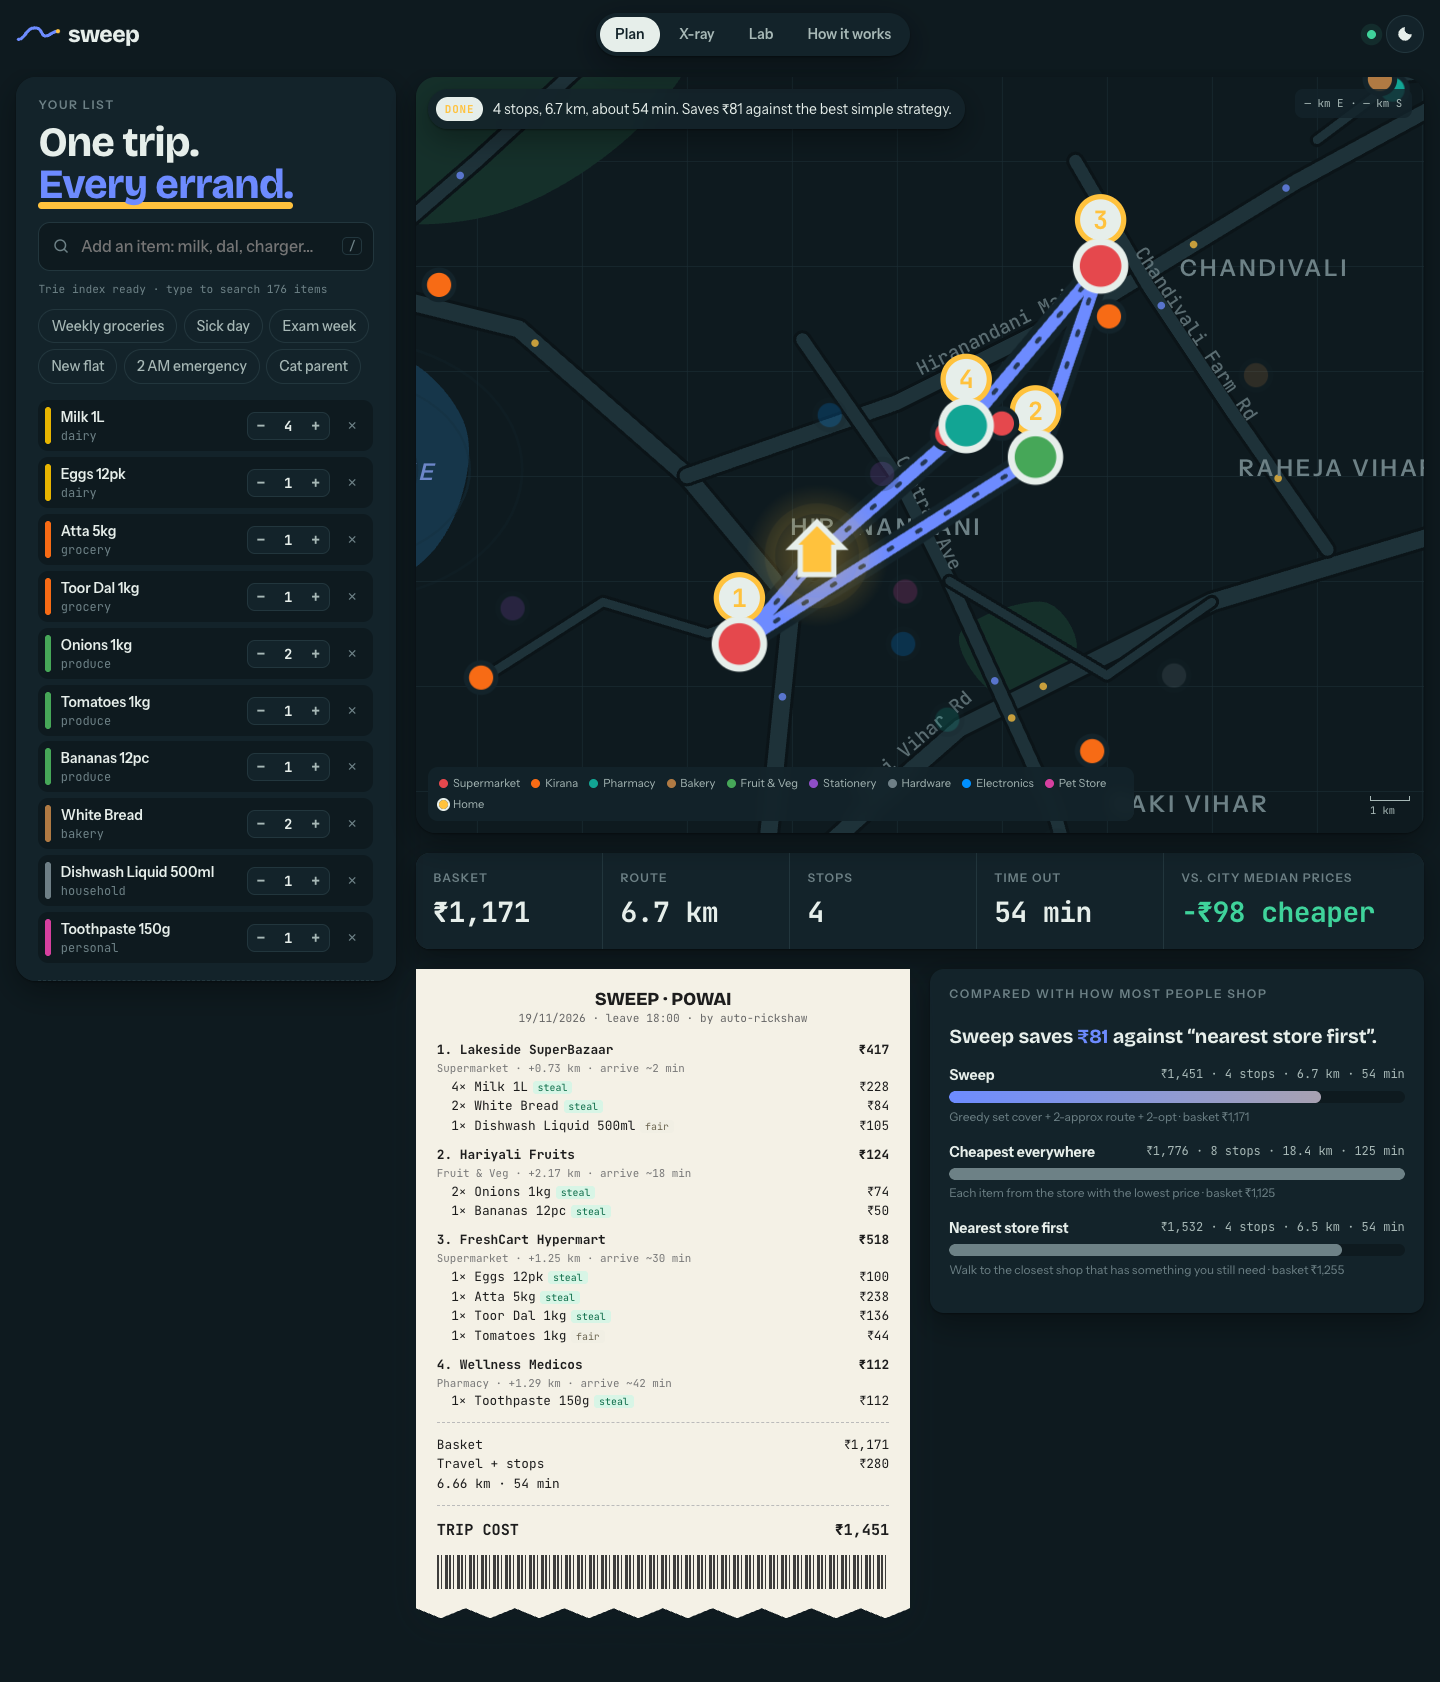 sweep
Plan
X-ray
Lab
How it works
YOUR LIST
One trip.
Every errand.
Add an item: milk, dal, charger...
/
Trie index ready · type to search 176 items
Weekly groceries
Sick day
Exam week
New flat
2 AM emergency
Cat parent
Milk 1L
dairy
− 4 + ×
Eggs 12pk
dairy
− 1 + ×
Atta 5kg
grocery
− 1 + ×
Toor Dal 1kg
grocery
− 1 + ×
Onions 1kg
produce
− 2 + ×
Tomatoes 1kg
produce
− 1 + ×
Bananas 12pc
produce
− 1 + ×
White Bread
bakery
− 2 + ×
Dishwash Liquid 500ml
household
− 1 + ×
Toothpaste 150g
personal
− 1 + ×
DONE 4 stops, 6.7 km, about 54 min. Saves ₹81 against the best simple strategy.
— km E · — km S
3
CHANDIVALI
Chandivali Farm Rd
Hiranandani
4
2
E
RAHEJA VIHAR
Ave
1
Vihar Rd
AKI VIHAR
Supermarket
Kirana
Pharmacy
Bakery
Fruit & Veg
Stationery
Hardware
Electronics
Pet Store
Home
1 km
BASKET
₹1,171
ROUTE
6.7 km
STOPS
4
TIME OUT
54 min
VS. CITY MEDIAN PRICES
-₹98 cheaper
SWEEP · POWAI
19/11/2026 · leave 18:00 · by auto-rickshaw
1. Lakeside SuperBazaar ₹417
Supermarket · +0.73 km · arrive ~2 min
4× Milk 1L steal ₹228
2× White Bread steal ₹84
1× Dishwash Liquid 500ml fair ₹105
2. Hariyali Fruits ₹124
Fruit & Veg · +2.17 km · arrive ~18 min
2× Onions 1kg steal ₹74
1× Bananas 12pc steal ₹50
3. FreshCart Hypermart ₹518
Supermarket · +1.25 km · arrive ~30 min
1× Eggs 12pk steal ₹100
1× Atta 5kg steal ₹238
1× Toor Dal 1kg steal ₹136
1× Tomatoes 1kg fair ₹44
4. Wellness Medicos ₹112
Pharmacy · +1.29 km · arrive ~42 min
1× Toothpaste 150g steal ₹112
Basket ₹1,171
Travel + stops ₹280
6.66 km · 54 min
TRIP COST ₹1,451
COMPARED WITH HOW MOST PEOPLE SHOP
Sweep saves ₹81 against “nearest store first”.
Sweep ₹1,451 · 4 stops · 6.7 km · 54 min
Greedy set cover + 2-approx route + 2-opt · basket ₹1,171
Cheapest everywhere ₹1,776 · 8 stops · 18.4 km · 125 min
Each item from the store with the lowest price · basket ₹1,125
Nearest store first ₹1,532 · 4 stops · 6.5 km · 54 min
Walk to the closest shop that has something you still need · basket ₹1,255